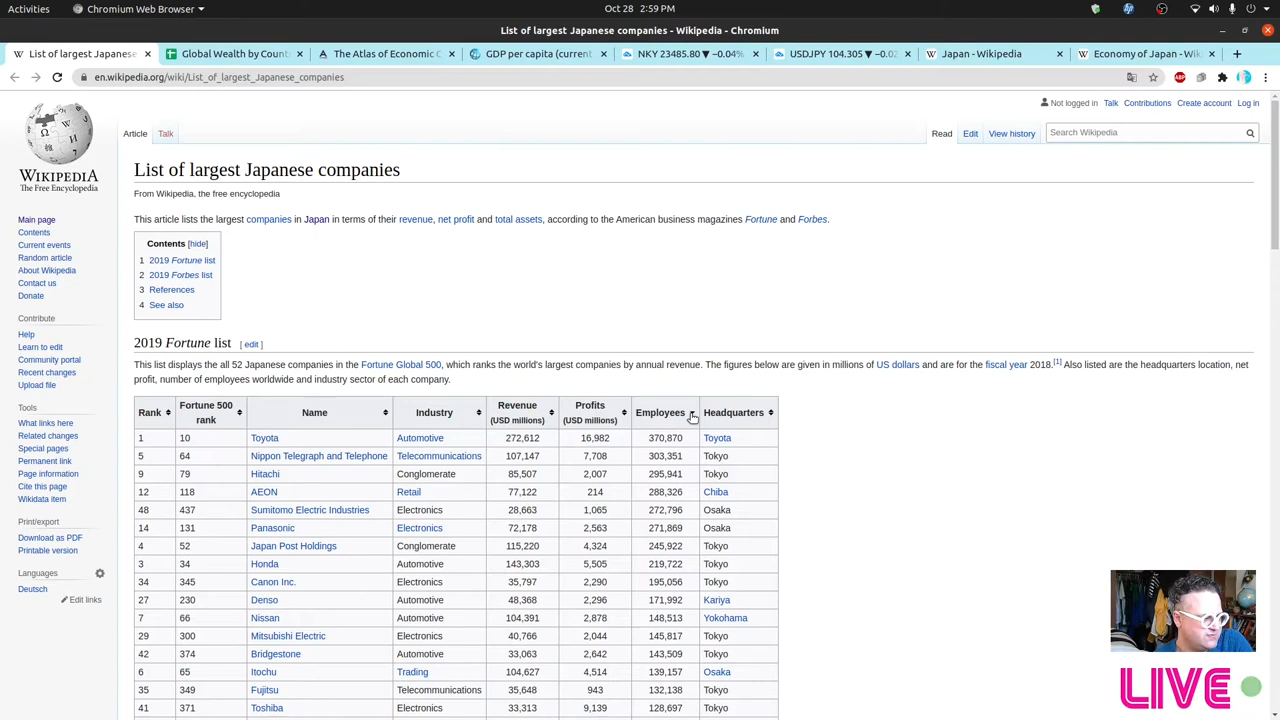 Activities
Chromium
Oct 28 2:59 PM
List of largest Japanese companies - Wikipedia - Chromium
List of largest Japanese
Global Wealth by Count
The Atlas of Economic C
GDP per capita (current
NKY 23485.80 ▼ −0.04%
USDJPY 104.305 ▼ −0.02
Japan - Wikipedia
Economy of Japan - Wi
en.wikipedia.org/wiki/List_of_largest_Japanese_companies
Not logged in Talk Contributions Create account Log in
Article Talk
Read Edit View history Search Wikipedia
WIKIPEDIA
The Free Encyclopedia
Main page
Contents
Current events
Random article
About Wikipedia
Contact us
Donate
Contribute
Help
Learn to edit
Community portal
Recent changes
Upload file
Tools
What links here
Related changes
Special pages
Permanent link
Page information
Cite this page
Wikidata item
Print/export
Download as PDF
Printable version
Languages
Deutsch
Edit links
List of largest Japanese companies
From Wikipedia, the free encyclopedia
This article lists the largest companies in Japan in terms of their revenue, net profit and total assets, according to the American business magazines Fortune and Forbes.
Contents [hide]
1 2019 Fortune list
2 2019 Forbes list
3 References
4 See also
2019 Fortune list [ edit ]
This list displays the all 52 Japanese companies in the Fortune Global 500, which ranks the world's largest companies by annual revenue. The figures below are given in millions of US dollars and are for the fiscal year 2018.[1] Also listed are the headquarters location, net
profit, number of employees worldwide and industry sector of each company.
Rank Fortune 500 rank Name Industry Revenue (USD millions) Profits (USD millions) Employees Headquarters
1 10 Toyota Automotive 272,612 16,982 370,870 Toyota
5 64 Nippon Telegraph and Telephone Telecommunications 107,147 7,708 303,351 Tokyo
9 79 Hitachi Conglomerate 85,507 2,007 295,941 Tokyo
12 118 AEON Retail 77,122 214 288,326 Chiba
48 437 Sumitomo Electric Industries Electronics 28,663 1,065 272,796 Osaka
14 131 Panasonic Electronics 72,178 2,563 271,869 Osaka
4 52 Japan Post Holdings Conglomerate 115,220 4,324 245,922 Tokyo
3 34 Honda Automotive 143,303 5,505 219,722 Tokyo
34 345 Canon Inc. Electronics 35,797 2,290 195,056 Tokyo
27 230 Denso Automotive 48,368 2,296 171,992 Kariya
7 66 Nissan Automotive 104,391 2,878 148,513 Yokohama
29 300 Mitsubishi Electric Electronics 40,766 2,044 145,817 Tokyo
42 374 Bridgestone Automotive 33,063 2,642 143,509 Tokyo
6 65 Itochu Trading 104,627 4,514 139,157 Osaka
35 349 Fujitsu Telecommunications 35,648 943 132,138 Tokyo
41 371 Toshiba Electronics 33,313 9,139 128,697 Tokyo
LIVE